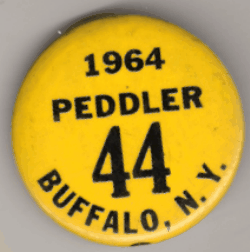 1964
PEDDLER
44
BUFFALO, N.Y.